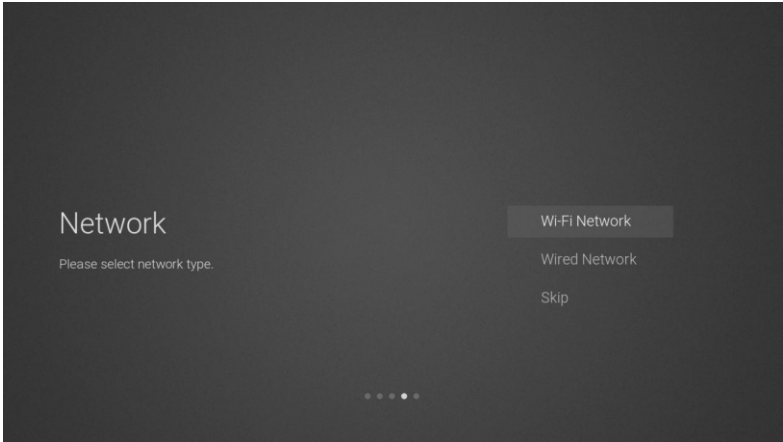 Network
Please select network type.
Wi-Fi Network
Wired Network
Skip